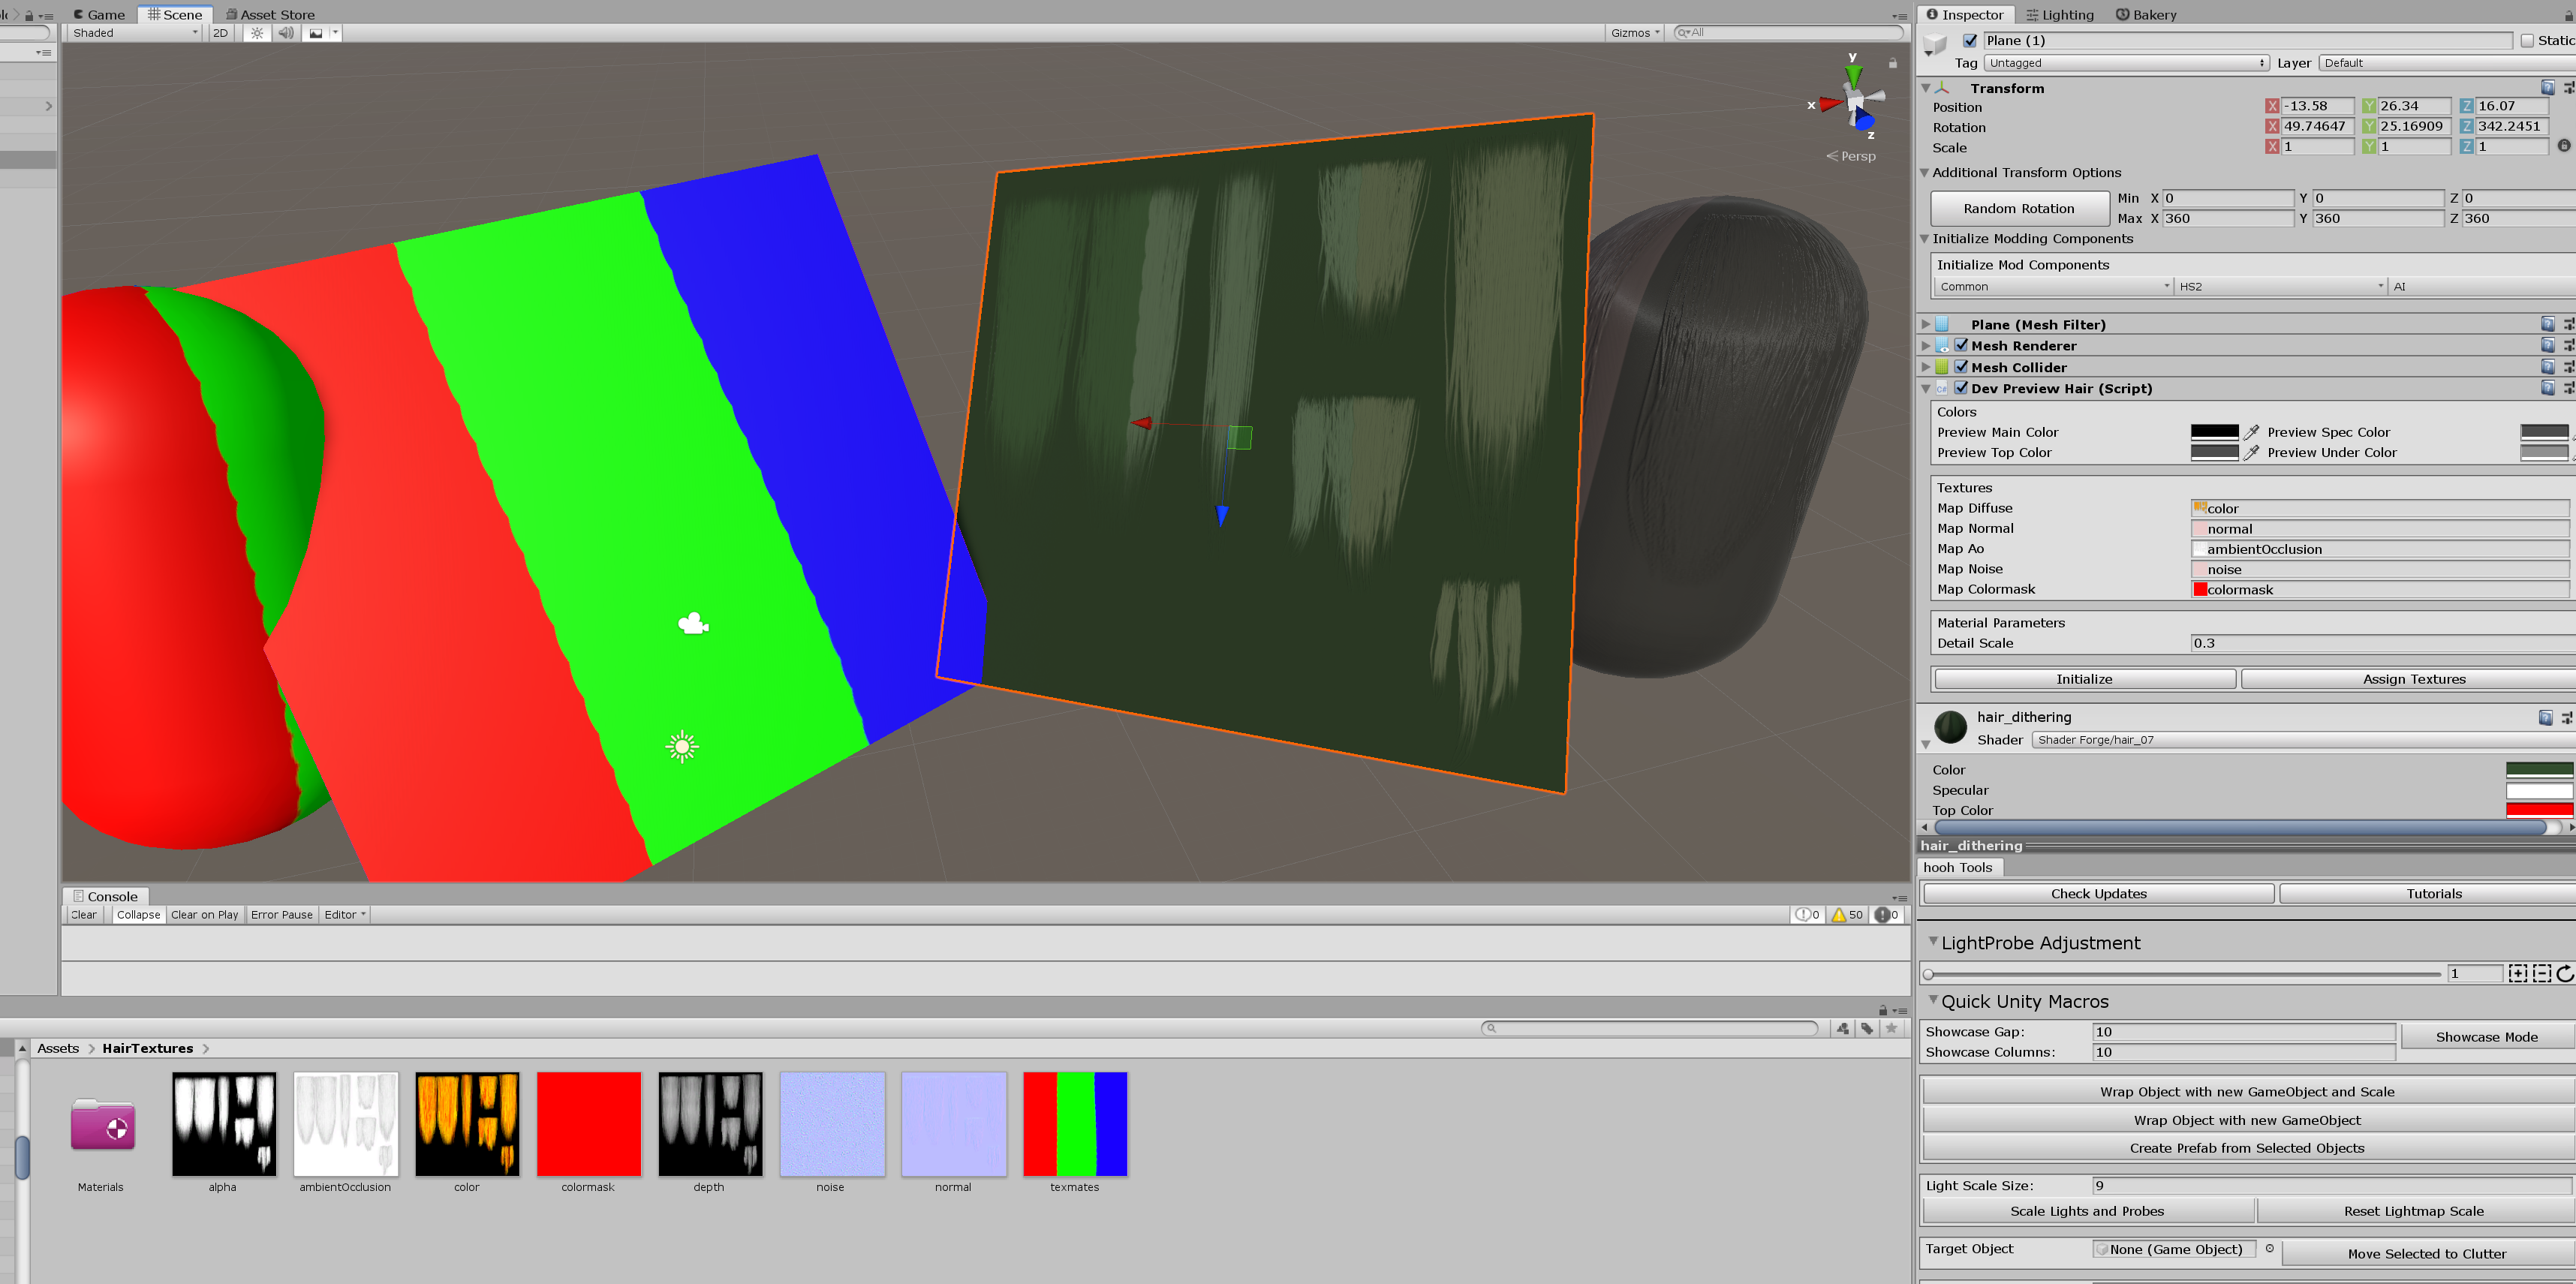 Game Scene Asset Store
Shaded 2D Gizmos All
y
x
z
Persp
Console
Clear Collapse Clear on Play Error Pause Editor 0 50 0
Assets HairTextures
Materials alpha ambientOcclusion color colormask depth noise normal texmates
Inspector Lighting Bakery
Plane (1) Static
Tag Untagged Layer Default
Transform
Position X -13.58 Y 26.34 Z 16.07
Rotation X 49.74647 Y 25.16909 Z 342.2451
Scale X 1 Y 1 Z 1
Additional Transform Options
Random Rotation
Min X 0 Y 0 Z 0
Max X 360 Y 360 Z 360
Initialize Modding Components
Initialize Mod Components
Common HS2 AI
Plane (Mesh Filter)
Mesh Renderer
Mesh Collider
Dev Preview Hair (Script)
Colors
Preview Main Color Preview Spec Color
Preview Top Color Preview Under Color
Textures
Map Diffuse color
Map Normal normal
Map Ao ambientOcclusion
Map Noise noise
Map Colormask colormask
Material Parameters
Detail Scale 0.3
Initialize Assign Textures
hair_dithering
Shader Shader Forge/hair_07
Color
Specular
Top Color
hair_dithering
hooh Tools
Check Updates Tutorials
LightProbe Adjustment
1
Quick Unity Macros
Showcase Gap: 10
Showcase Mode
Showcase Columns: 10
Wrap Object with new GameObject and Scale
Wrap Object with new GameObject
Create Prefab from Selected Objects
Light Scale Size: 9
Scale Lights and Probes Reset Lightmap Scale
Target Object None (Game Object) Move Selected to Clutter